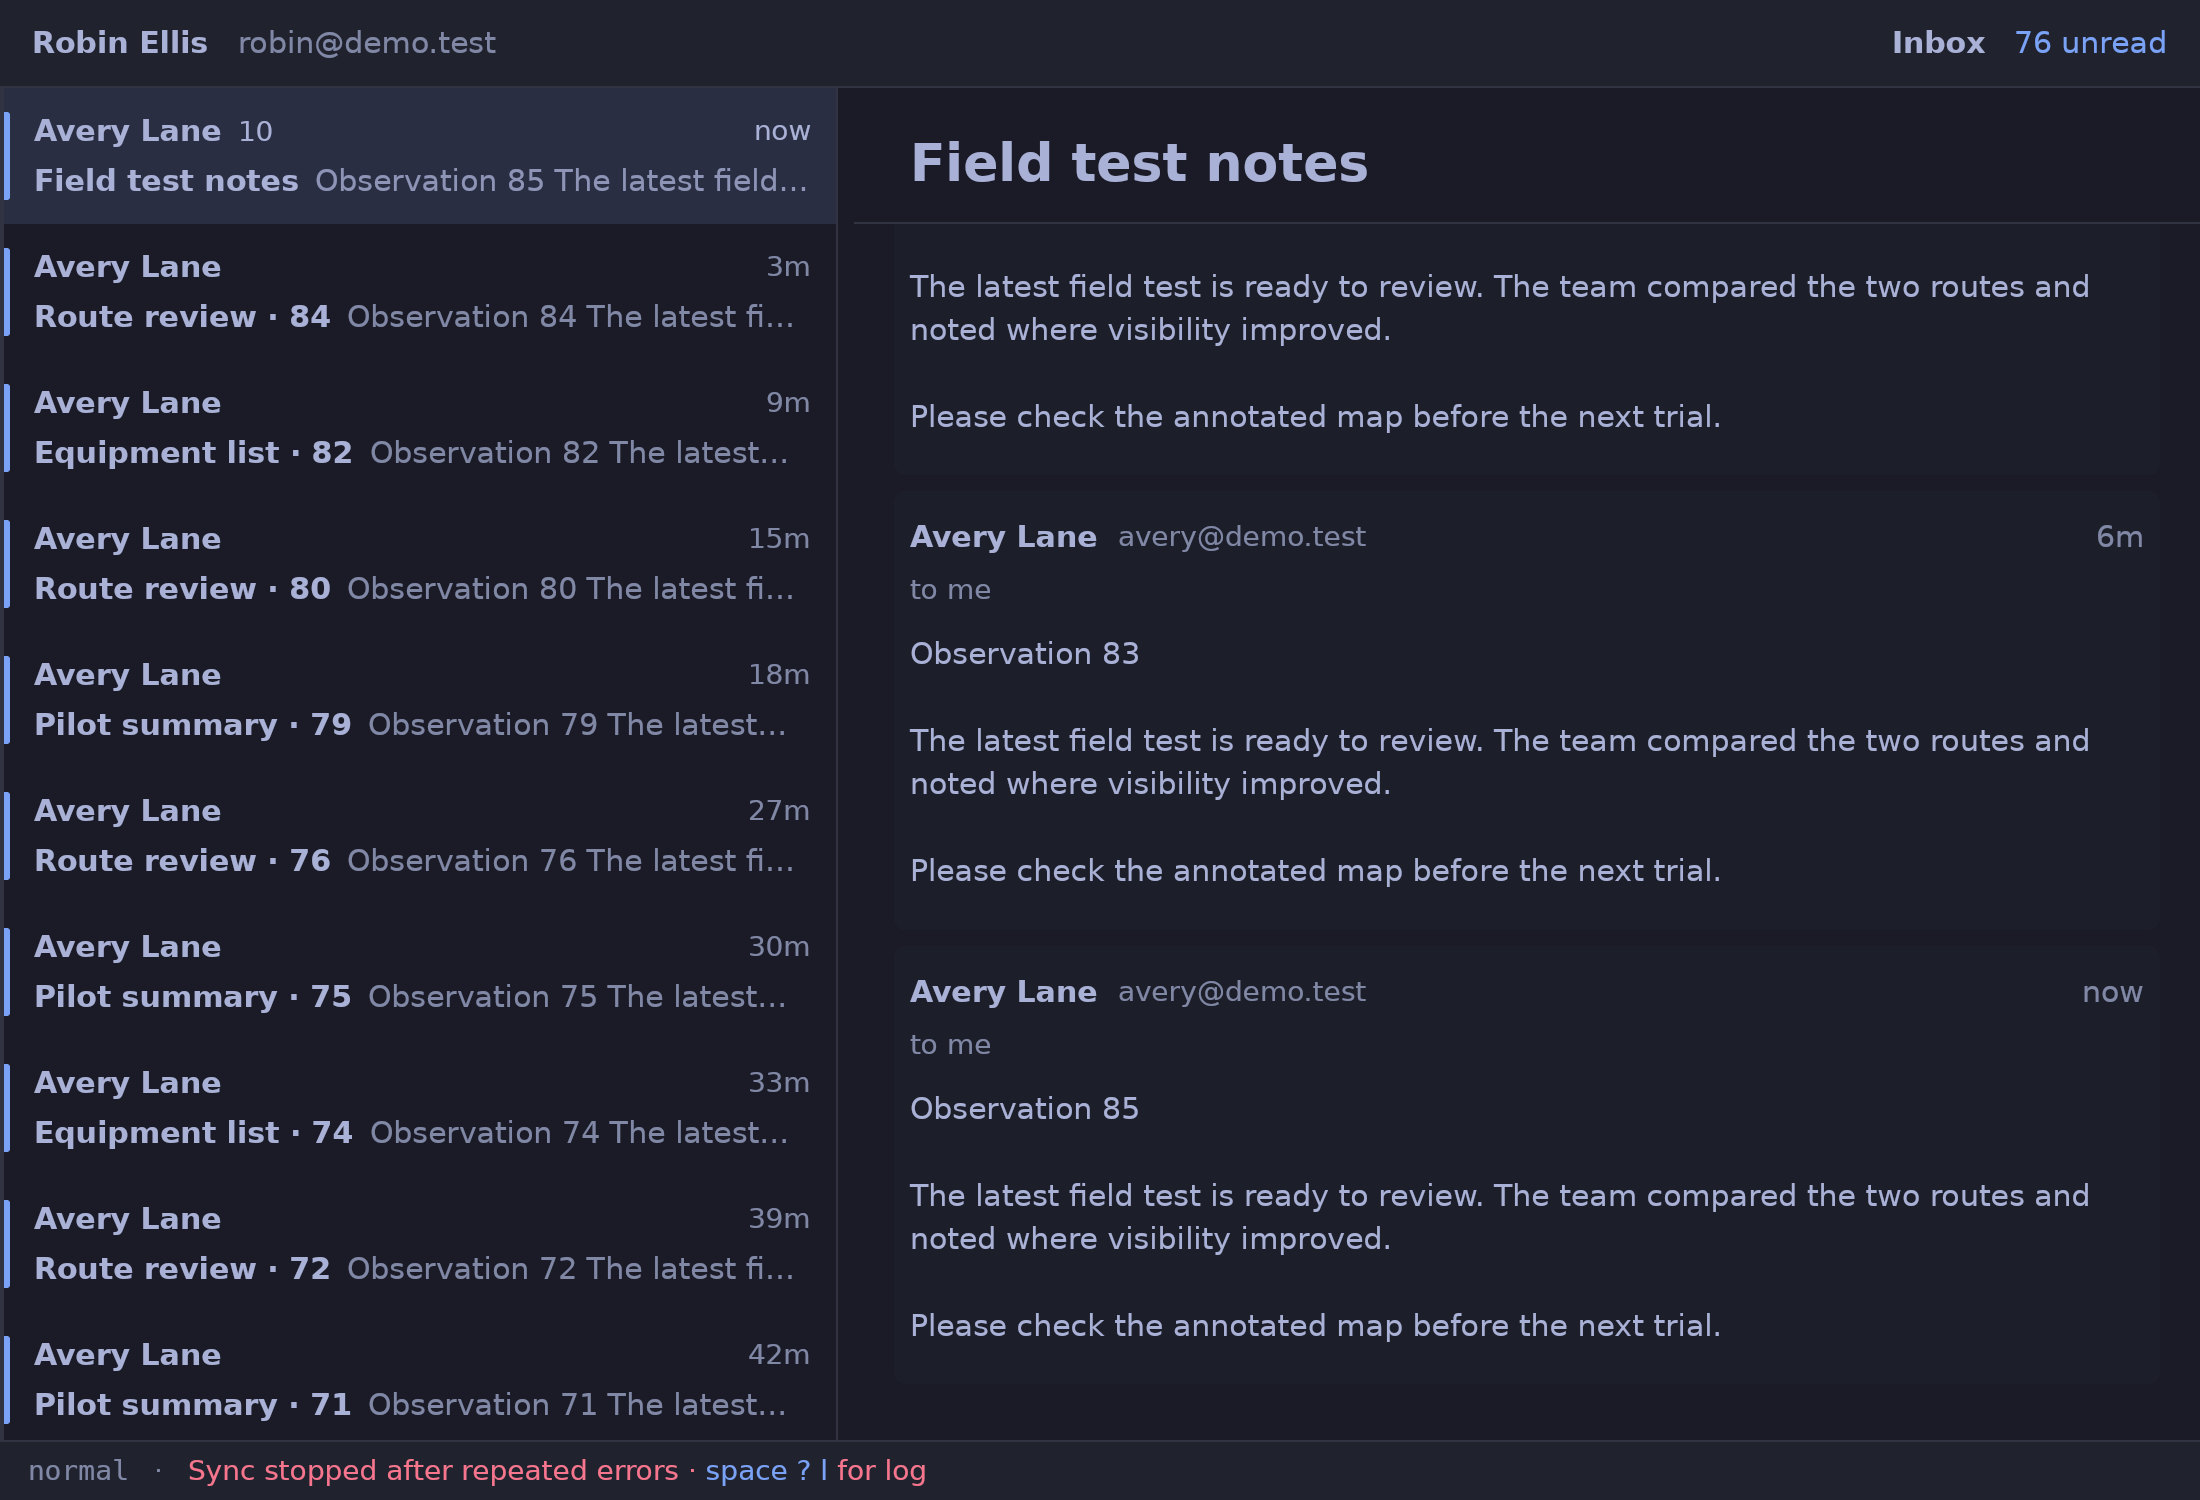 Robin Ellis robin@demo.test
Inbox 76 unread
Avery Lane 10 now
Field test notes Observation 85 The latest field...
Avery Lane 3m
Route review · 84 Observation 84 The latest fi...
Avery Lane 9m
Equipment list · 82 Observation 82 The latest...
Avery Lane 15m
Route review · 80 Observation 80 The latest fi...
Avery Lane 18m
Pilot summary · 79 Observation 79 The latest...
Avery Lane 27m
Route review · 76 Observation 76 The latest fi...
Avery Lane 30m
Pilot summary · 75 Observation 75 The latest...
Avery Lane 33m
Equipment list · 74 Observation 74 The latest...
Avery Lane 39m
Route review · 72 Observation 72 The latest fi...
Avery Lane 42m
Pilot summary · 71 Observation 71 The latest...
Field test notes
The latest field test is ready to review. The team compared the two routes and
noted where visibility improved.
Please check the annotated map before the next trial.
Avery Lane avery@demo.test 6m
to me
Observation 83
The latest field test is ready to review. The team compared the two routes and
noted where visibility improved.
Please check the annotated map before the next trial.
Avery Lane avery@demo.test now
to me
Observation 85
The latest field test is ready to review. The team compared the two routes and
noted where visibility improved.
Please check the annotated map before the next trial.
normal · Sync stopped after repeated errors · space ? l for log